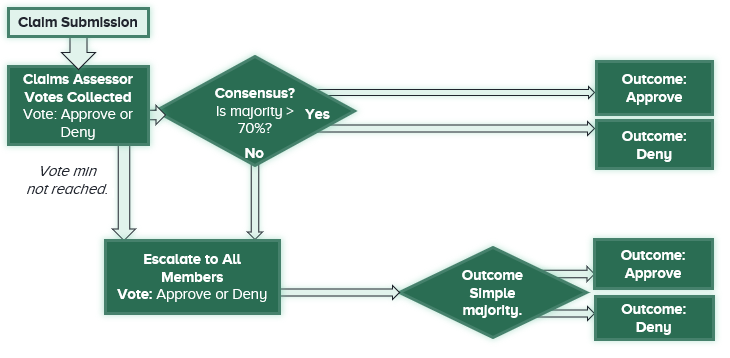 Claim Submission
Claims Assessor
Votes Collected
Vote: Approve or
Deny
Consensus?
Is majority >
70%?
Yes
No
Outcome:
Approve
Outcome:
Deny
Vote min
not reached.
Escalate to All
Members
Vote: Approve or Deny
Outcome
Simple
majority.
Outcome:
Approve
Outcome:
Deny